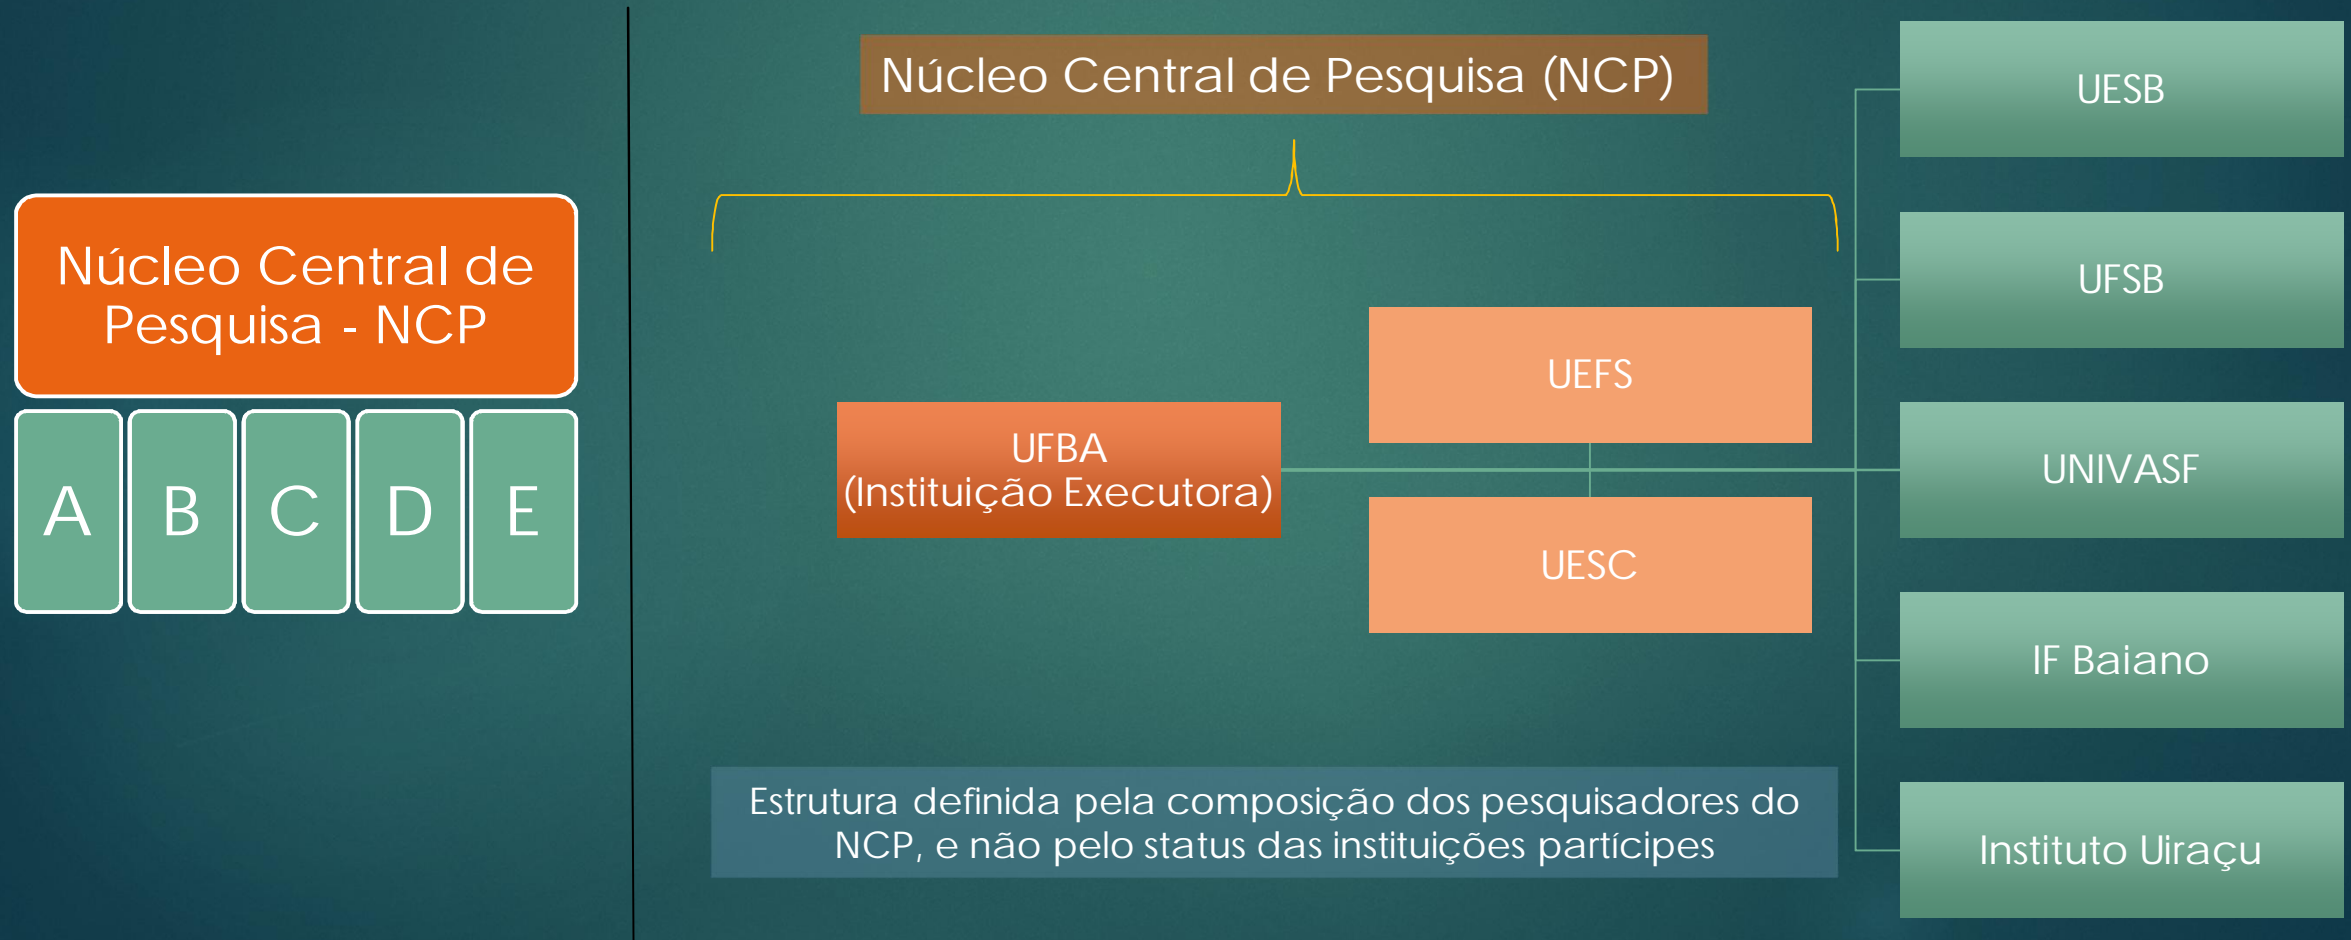 Núcleo Central de
Pesquisa - NCP
A
B
C
D
E
Núcleo Central de Pesquisa (NCP)
UFBA
(Instituição Executora)
UEFS
UESC
UESB
UFSB
UNIVASF
IF Baiano
Instituto Uiraçu
Estrutura definida pela composição dos pesquisadores do
NCP, e não pelo status das instituições partícipes